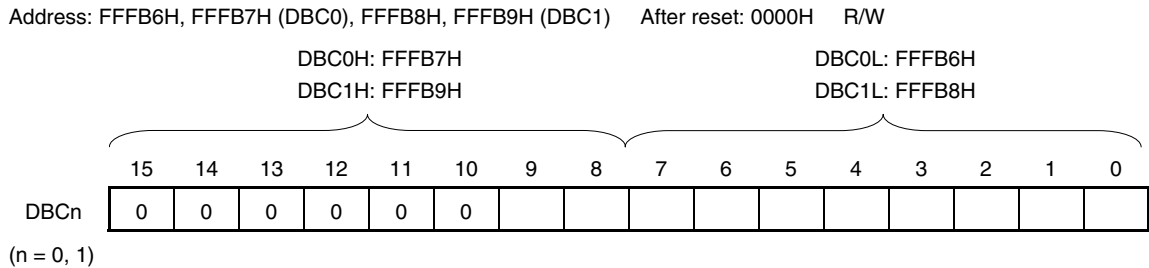 Address: FFFB6H, FFFB7H (DBC0), FFFB8H, FFFB9H (DBC1) After reset: 0000H R/W
DBC0H: FFFB7H DBC0L: FFFB6H
DBC1H: FFFB9H DBC1L: FFFB8H
15 14 13 12 11 10 9 8 7 6 5 4 3 2 1 0
DBCn 0 0 0 0 0 0
(n = 0, 1)